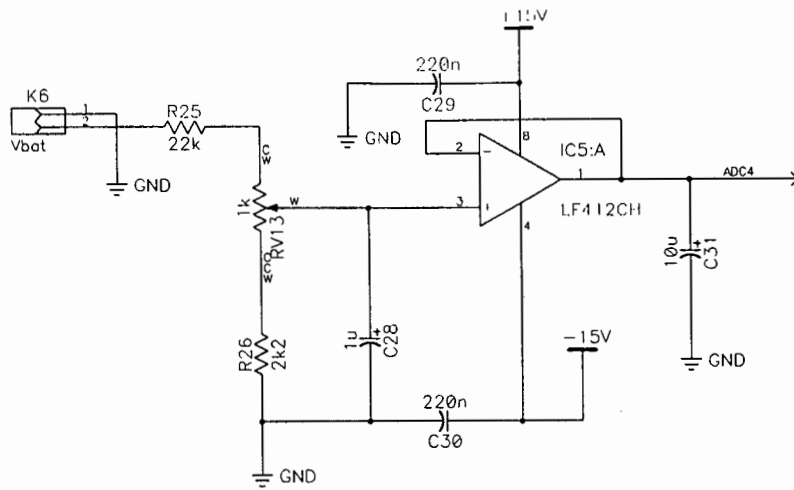 +15V
220n
C29
GND
K6
1
2
Vbat
R25
22k
GND
CW
1k
RV13
W
CCW
R26
2k2
1u
+
C28
220n
C30
GND
8
2
-
IC5:A
1
3
+
LF412CH
4
-15V
ADC4
10u
+
C31
GND